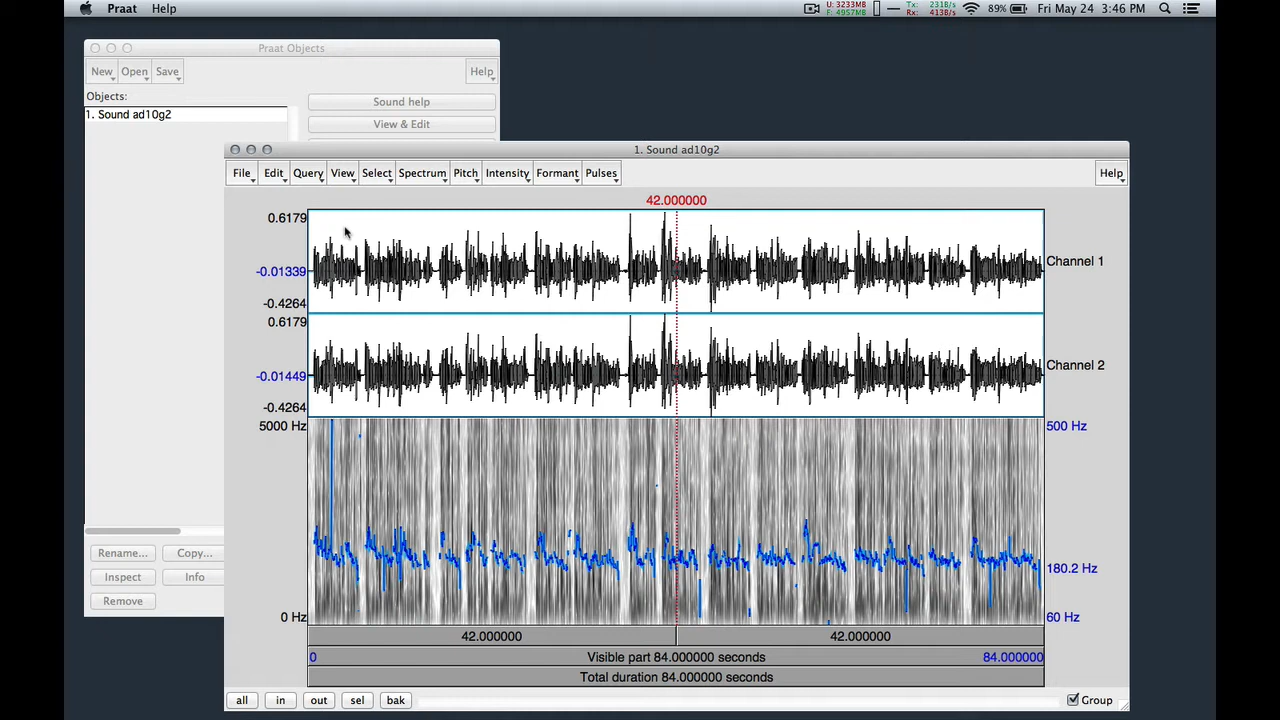 Praat Help
U: 3233MB
F: 4957MB
Tx: 231B/s
Rx: 413B/s
89% Fri May 24 3:46 PM
Praat Objects
New Open Save Help
Objects:
1. Sound ad10g2
Sound help
View & Edit
Rename... Copy...
Inspect Info
Remove
1. Sound ad10g2
File Edit Query View Select Spectrum Pitch Intensity Formant Pulses Help
42.000000
0.6179
-0.01339
-0.4264
Channel 1
0.6179
-0.01449
-0.4264
Channel 2
5000 Hz
0 Hz
500 Hz
180.2 Hz
60 Hz
42.000000 42.000000
0 Visible part 84.000000 seconds 84.000000
Total duration 84.000000 seconds
all in out sel bak Group